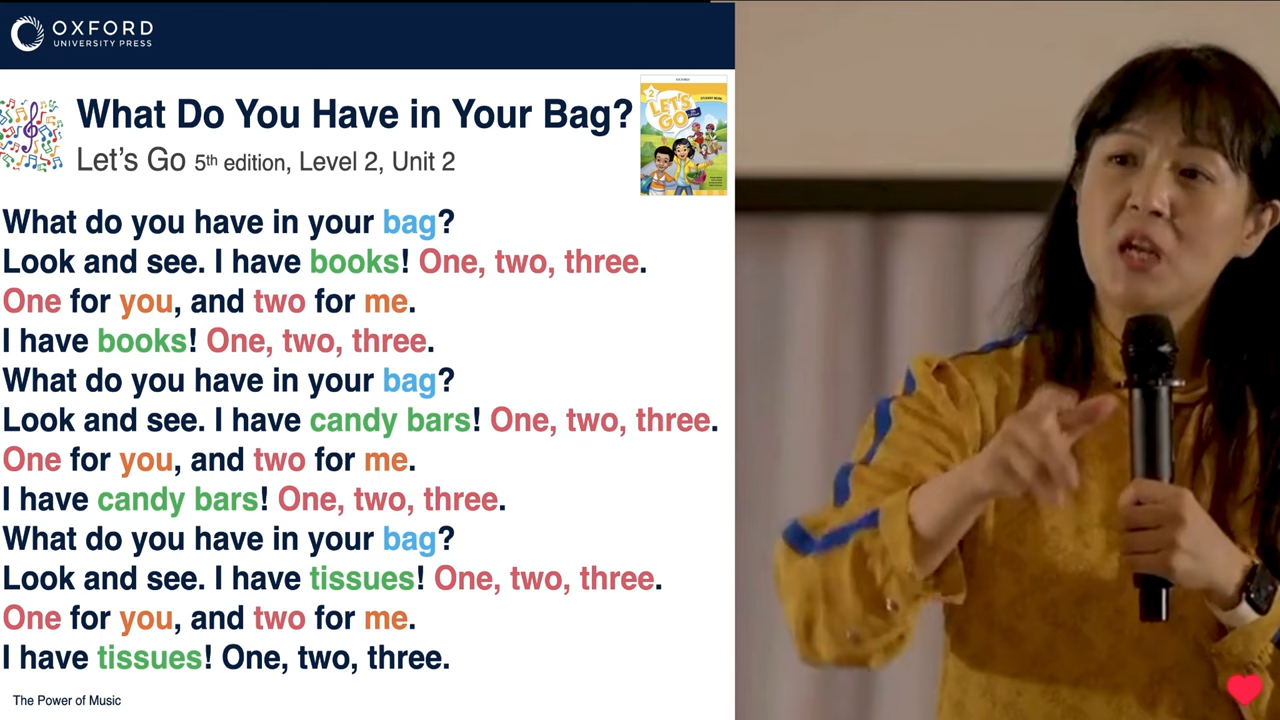 OXFORD
UNIVERSITY PRESS
What Do You Have in Your Bag?
Let's Go 5th edition, Level 2, Unit 2
2
LET'S
GO
What do you have in your bag?
Look and see. I have books! One, two, three.
One for you, and two for me.
I have books! One, two, three.
What do you have in your bag?
Look and see. I have candy bars! One, two, three.
One for you, and two for me.
I have candy bars! One, two, three.
What do you have in your bag?
Look and see. I have tissues! One, two, three.
One for you, and two for me.
I have tissues! One, two, three.
The Power of Music